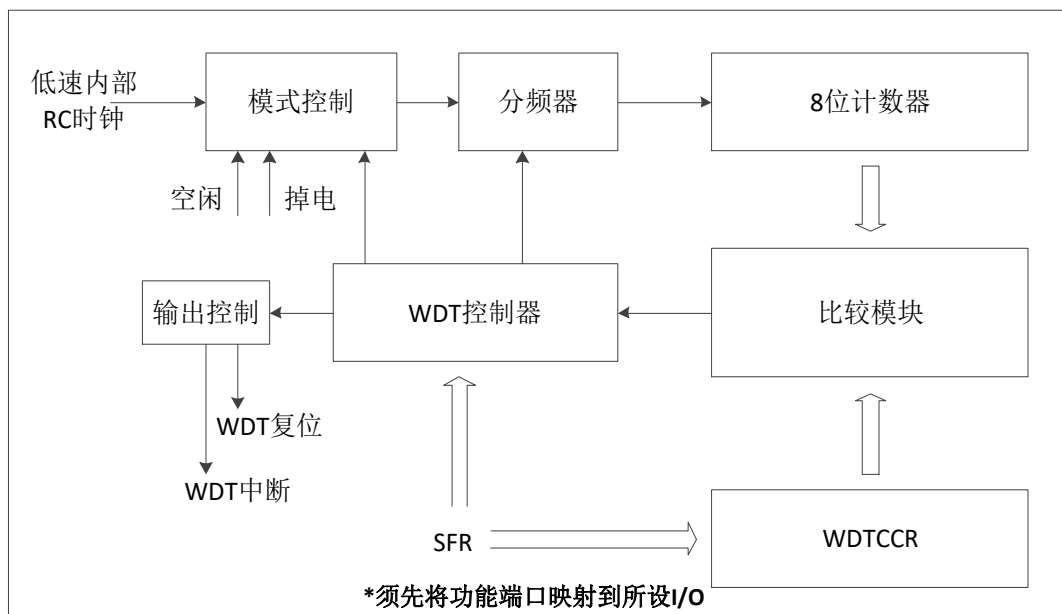 低速内部
RC时钟
模式控制
分频器
8位计数器
空闲
掉电
输出控制
WDT控制器
比较模块
WDT复位
WDT中断
SFR
WDTCCR
*须先将功能端口映射到所设I/O